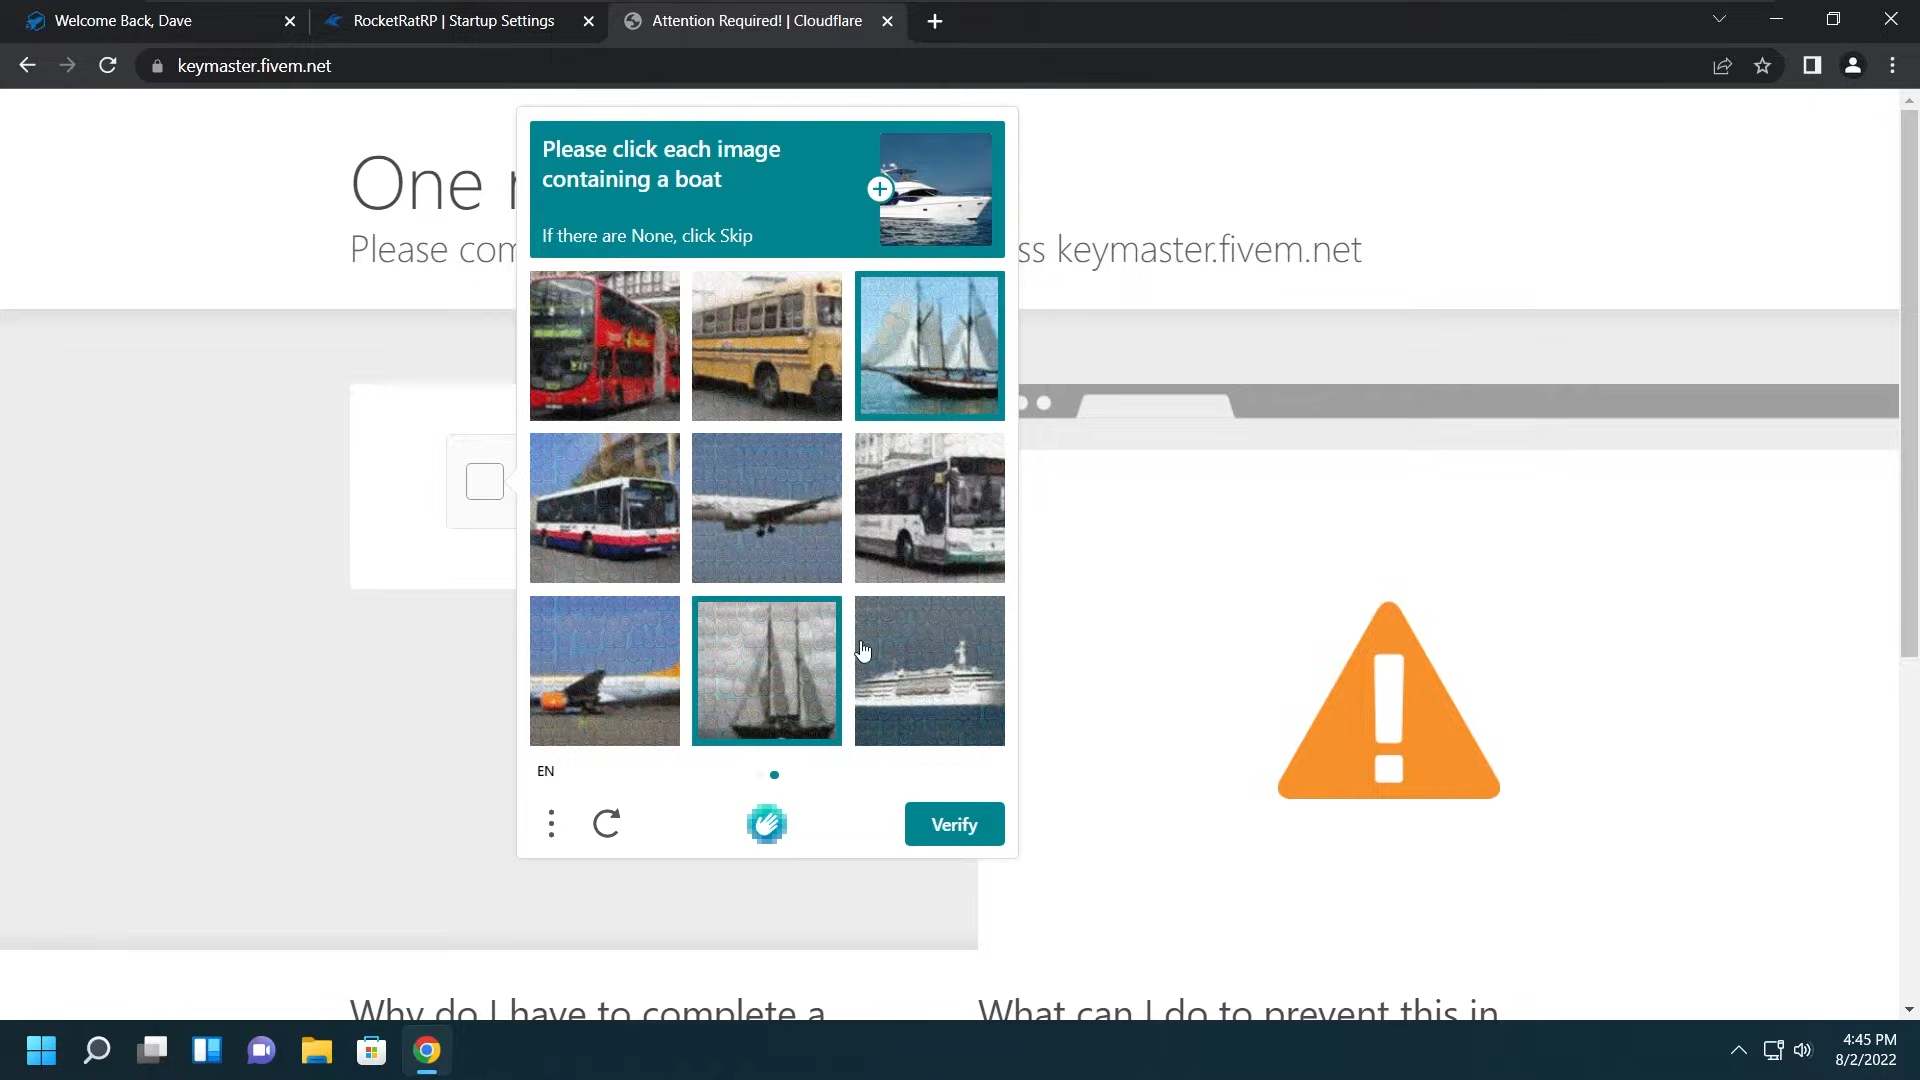 Welcome Back, Dave
RocketRatRP | Startup Settings
Attention Required! | Cloudflare
keymaster.fivem.net
One
Please click each image
containing a boat
If there are None, click Skip
Please com
ss keymaster.fivem.net
EN
Verify
Why do I have to complete a
What can I do to prevent this in
4:45 PM
8/2/2022